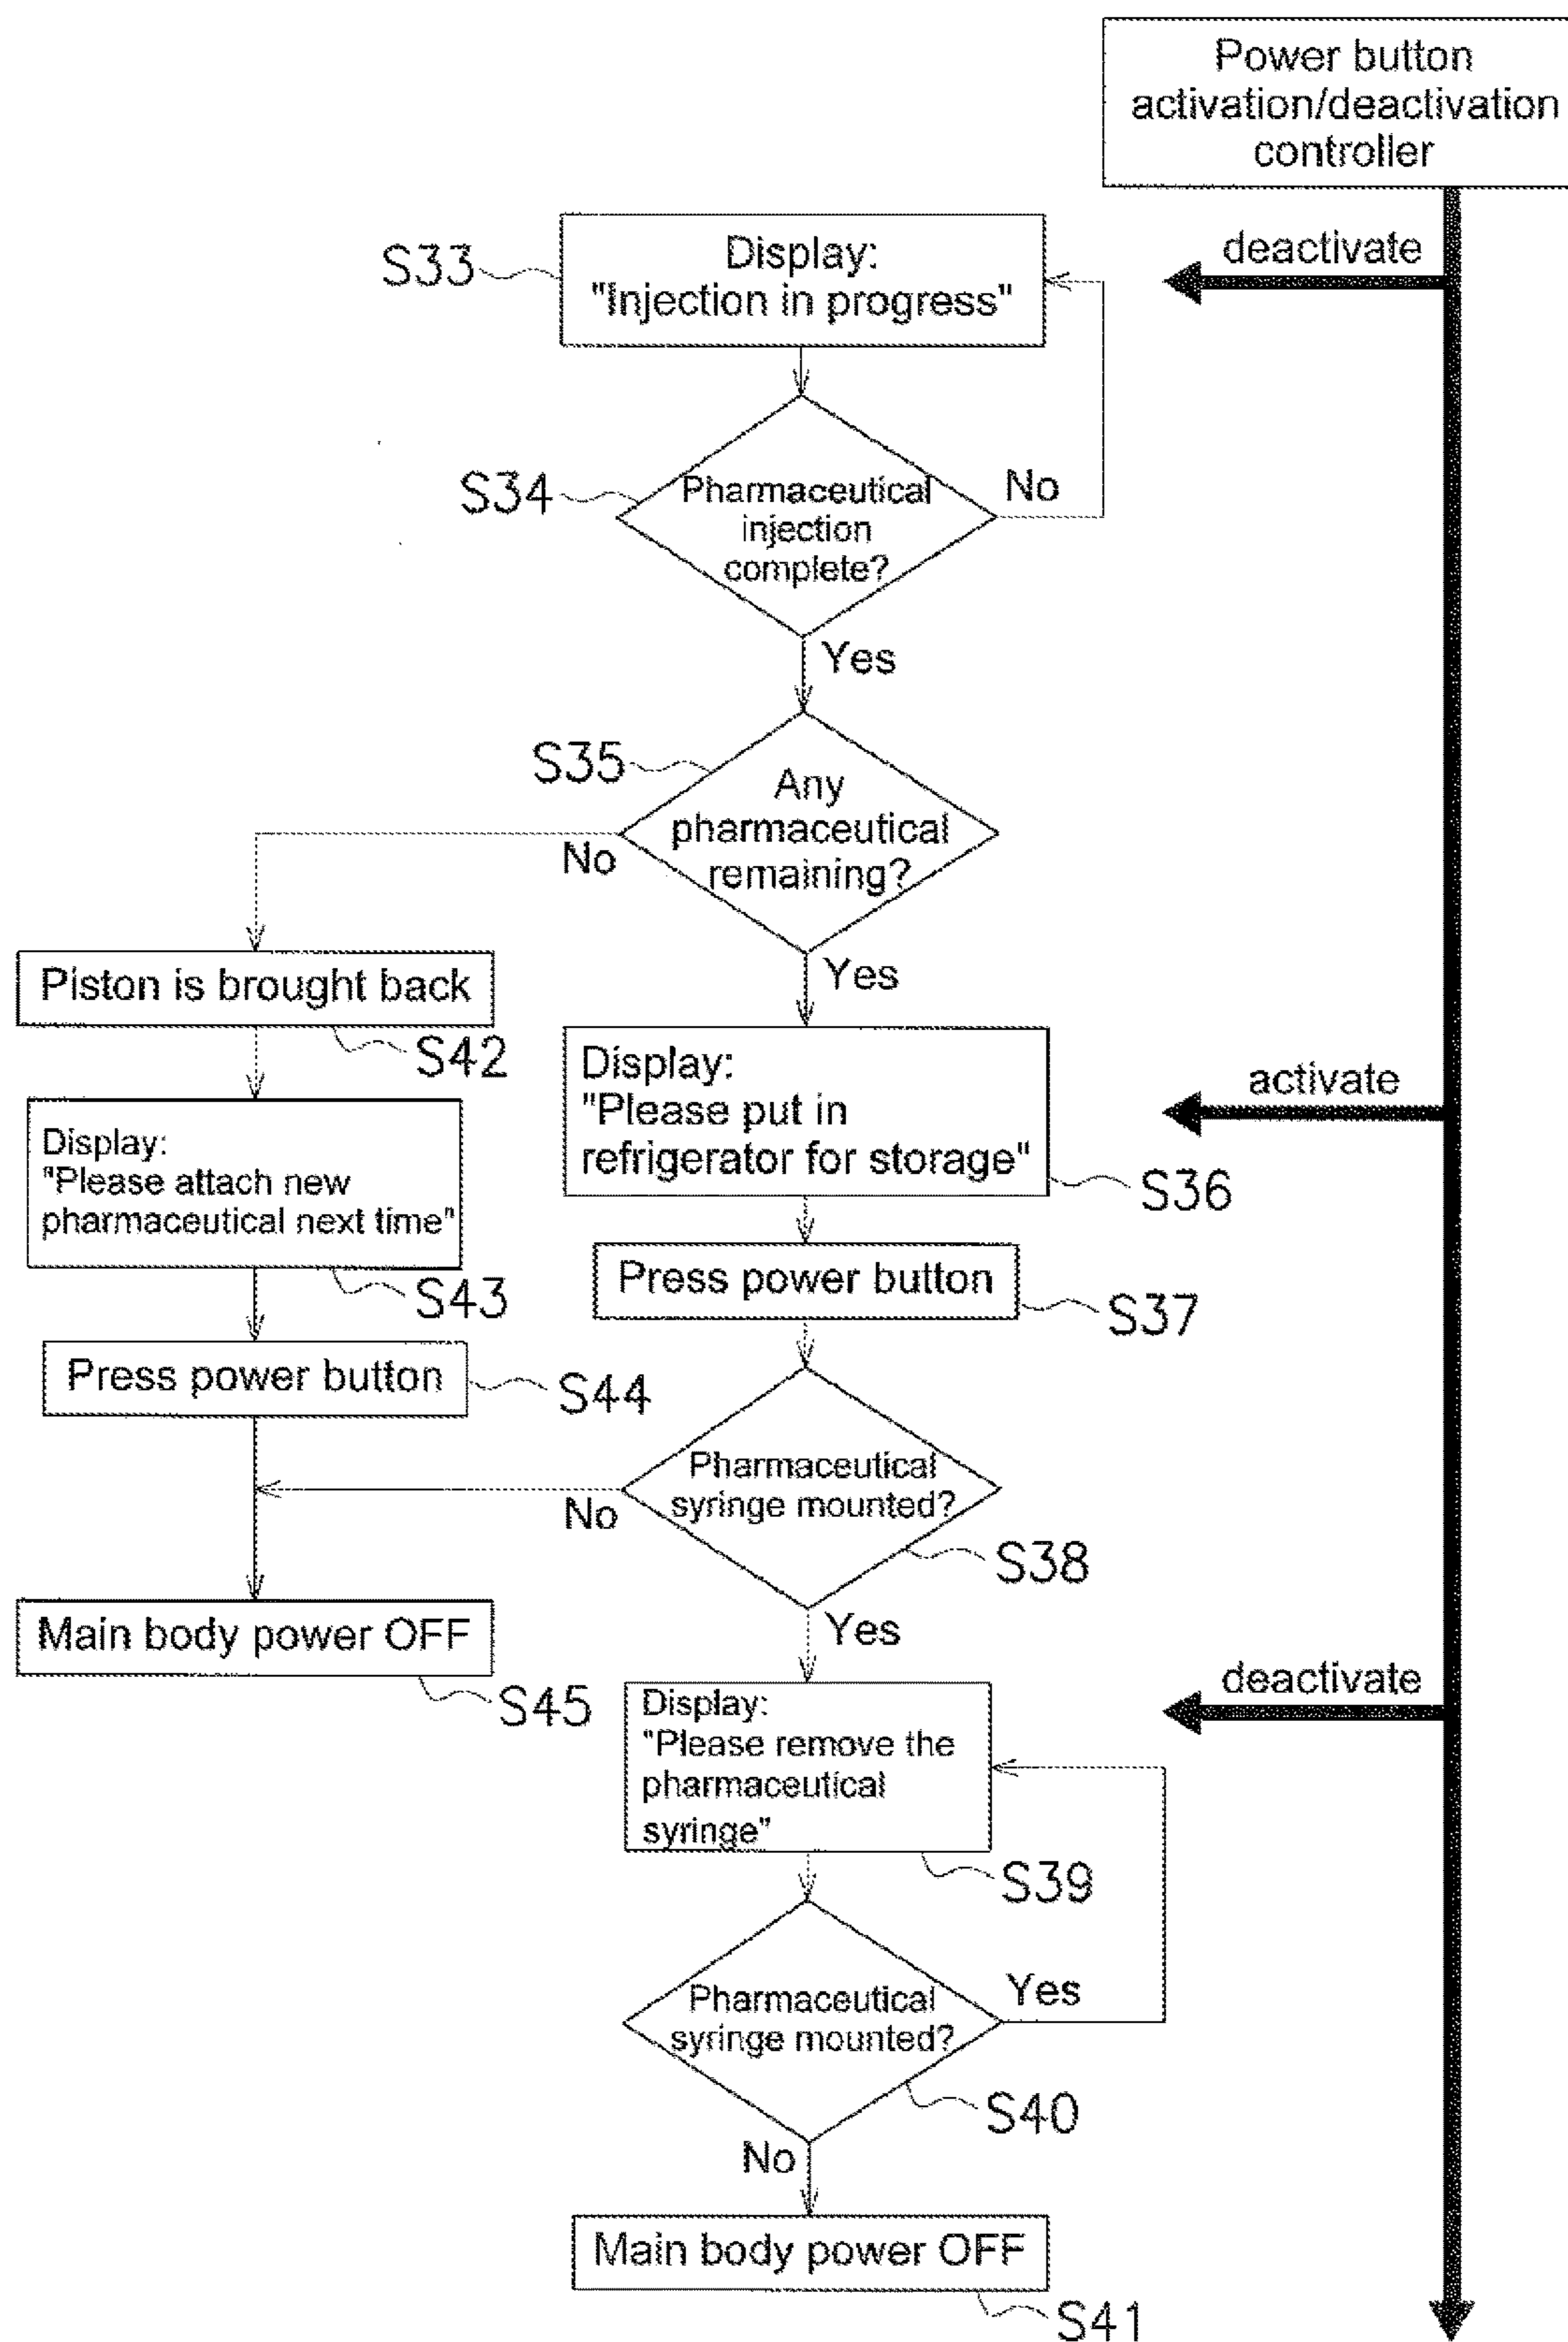 Power button
activation/deactivation
controller
deactivate
S33
Display:
"Injection in progress"
S34
Pharmaceutical
injection
complete?
No
Yes
S35
Any
pharmaceutical
remaining?
No
Yes
Piston is brought back
S42
Display:
"Please put in
refrigerator for storage"
activate
S36
Display:
"Please attach new
pharmaceutical next time"
S43
Press power button
S37
Press power button
S44
Pharmaceutical
syringe mounted?
No
S38
Yes
Main body power OFF
S45
deactivate
Display:
"Please remove the
pharmaceutical
syringe"
S39
Pharmaceutical
syringe mounted?
Yes
S40
No
Main body power OFF
S41